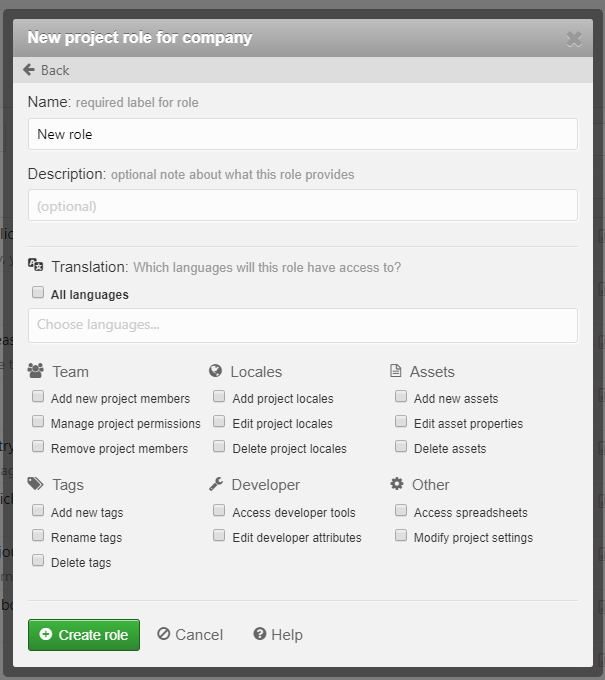 New project role for company
Back
Name: required label for role
New role
Description: optional note about what this role provides
(optional)
Translation: Which languages will this role have access to?
All languages
Choose languages...
Team
Add new project members
Manage project permissions
Remove project members
Locales
Add project locales
Edit project locales
Delete project locales
Assets
Add new assets
Edit asset properties
Delete assets
Tags
Add new tags
Rename tags
Delete tags
Developer
Access developer tools
Edit developer attributes
Other
Access spreadsheets
Modify project settings
Create role
Cancel
Help